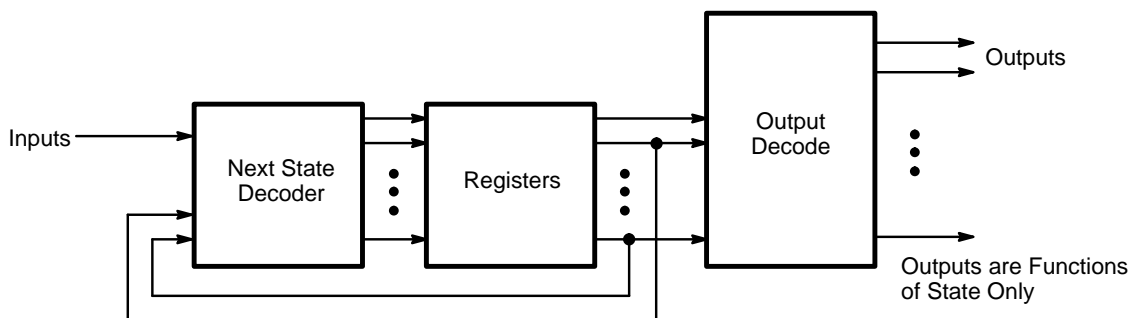 Outputs
Inputs
Next State
Decoder
Registers
Output
Decode
Outputs are Functions
of State Only